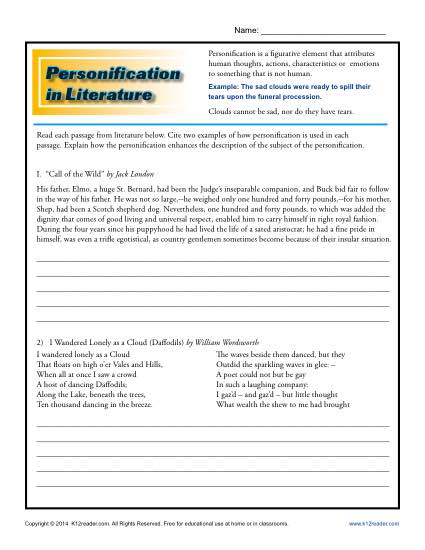 Name:
Personification
in Literature
Personification is a figurative element that attributes
human thoughts, actions, characteristics or emotions
to something that is not human.
Example: The sad clouds were ready to spill their
tears upon the funeral procession.
Clouds cannot be sad, nor do they have tears.
Read each passage from literature below. Cite two examples of how personification is used in each
passage. Explain how the personification enhances the description of the subject of the personification.
1. "Call of the Wild" by Jack London
His father, Elmo, a huge St. Bernard, had been the Judge's inseparable companion, and Buck bid fair to follow
in the way of his father. He was not so large,--he weighed only one hundred and forty pounds,--for his mother,
Shep, had been a Scotch shepherd dog. Nevertheless, one hundred and forty pounds, to which was added the
dignity that comes of good living and universal respect, enabled him to carry himself in right royal fashion.
During the four years since his puppyhood he had lived the life of a sated aristocrat; he had a fine pride in
himself, was even a trifle egotistical, as country gentlemen sometimes become because of their insular situation.
2) I Wandered Lonely as a Cloud (Daffodils) by William Wordsworth
I wandered lonely as a Cloud
That floats on high o'er Vales and Hills,
When all at once I saw a crowd
A host of dancing Daffodils;
Along the Lake, beneath the trees,
Ten thousand dancing in the breeze.
The waves beside them danced, but they
Outdid the sparkling waves in glee: –
A poet could not but be gay
In such a laughing company:
I gaz'd – and gaz'd – but little thought
What wealth the shew to me had brought
Copyright © 2014 K12reader.com. All Rights Reserved. Free for educational use at home or in classrooms.
www.k12reader.com